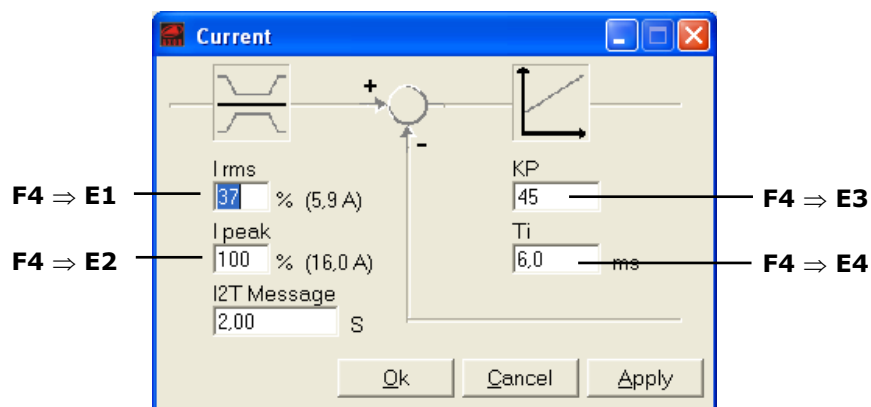 Current
+
-
I rms
KP
F4 ⇒ E1
37 % (5,9 A)
45
F4 ⇒ E3
I peak
Ti
F4 ⇒ E2
100 % (16,0 A)
6,0 ms
F4 ⇒ E4
I2T Message
2,00 S
Ok Cancel Apply